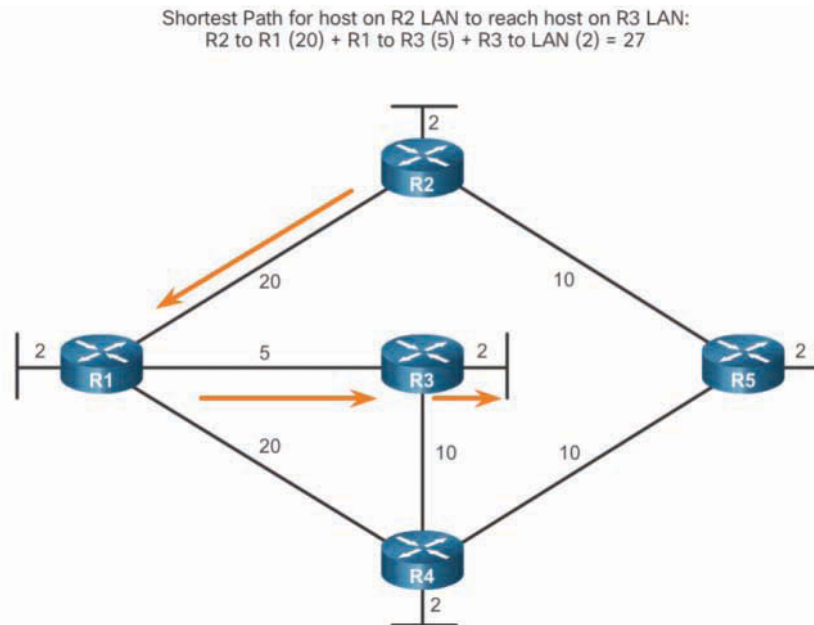 Shortest Path for host on R2 LAN to reach host on R3 LAN:
R2 to R1 (20) + R1 to R3 (5) + R3 to LAN (2) = 27
2
R2
20
10
2
R1
5
R3
2
R5
2
20
10
10
R4
2